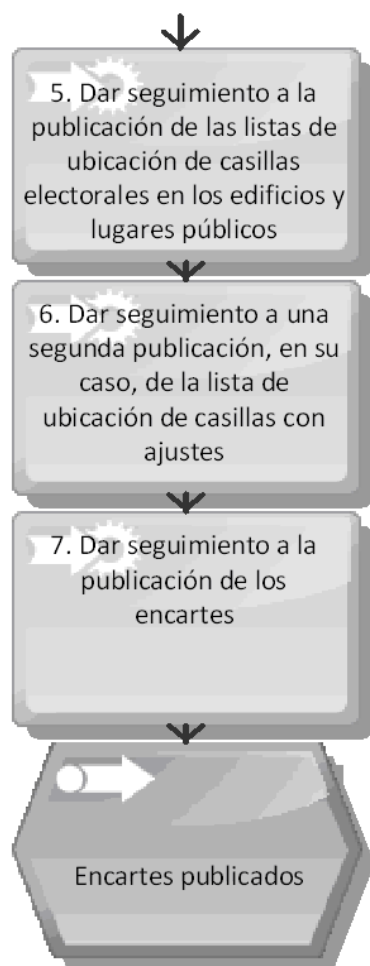 5. Dar seguimiento a la
publicación de las listas de
ubicación de casillas
electorales en los edificios y
lugares públicos
6. Dar seguimiento a una
segunda publicación, en su
caso, de la lista de
ubicación de casillas con
ajustes
7. Dar seguimiento a la
publicación de los
encartes
Encartes publicados